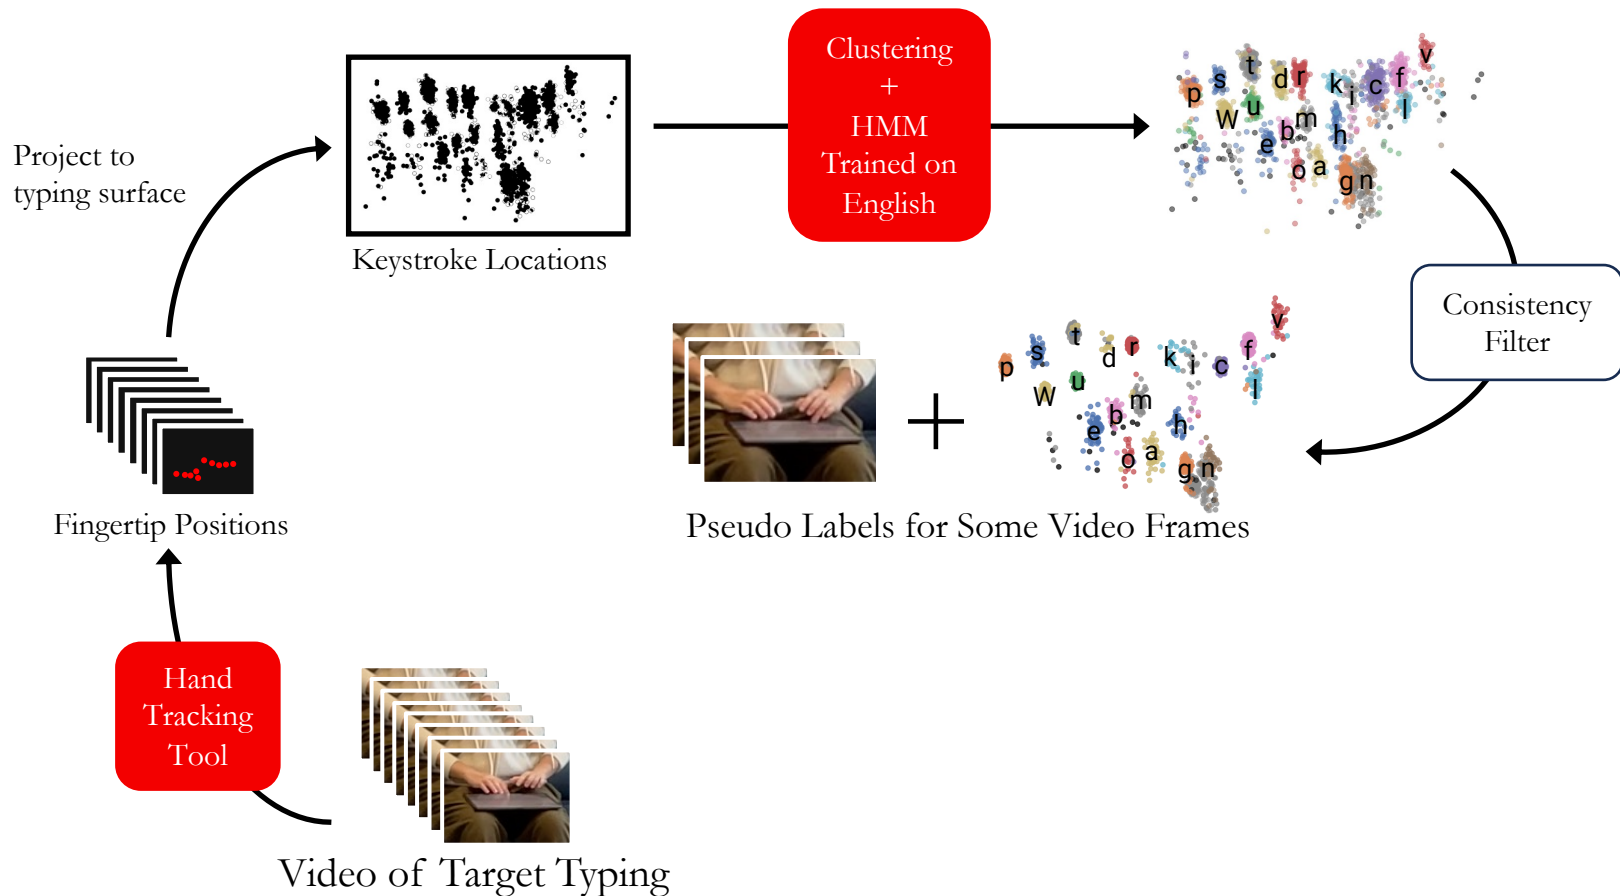 Clustering
+
HMM
Trained on
English
Project to
typing surface
Keystroke Locations
v
t
s
d
r
k
i
c
f
p
l
W
u
b
m
h
e
o
a
g
n
Consistency
Filter
v
t
s
d
r
k
i
c
f
p
l
W
u
b
m
h
e
o
a
g
n
Pseudo Labels for Some Video Frames
Fingertip Positions
Hand
Tracking
Tool
Video of Target Typing